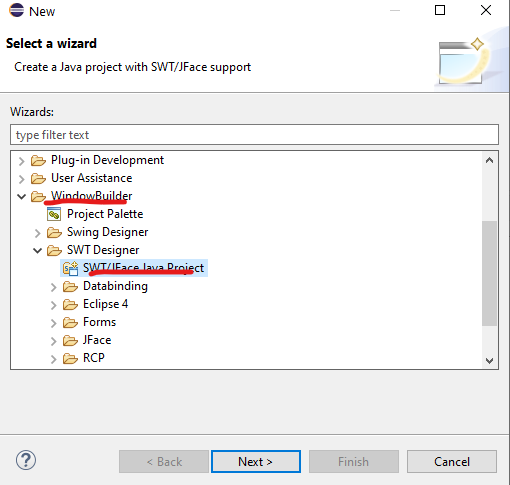 New
Select a wizard
Create a Java project with SWT/JFace support
Wizards:
type filter text
Plug-in Development
User Assistance
WindowBuilder
Project Palette
Swing Designer
SWT Designer
SWT/JFace Java Project
Databinding
Eclipse 4
Forms
JFace
RCP
? < Back Next > Finish Cancel